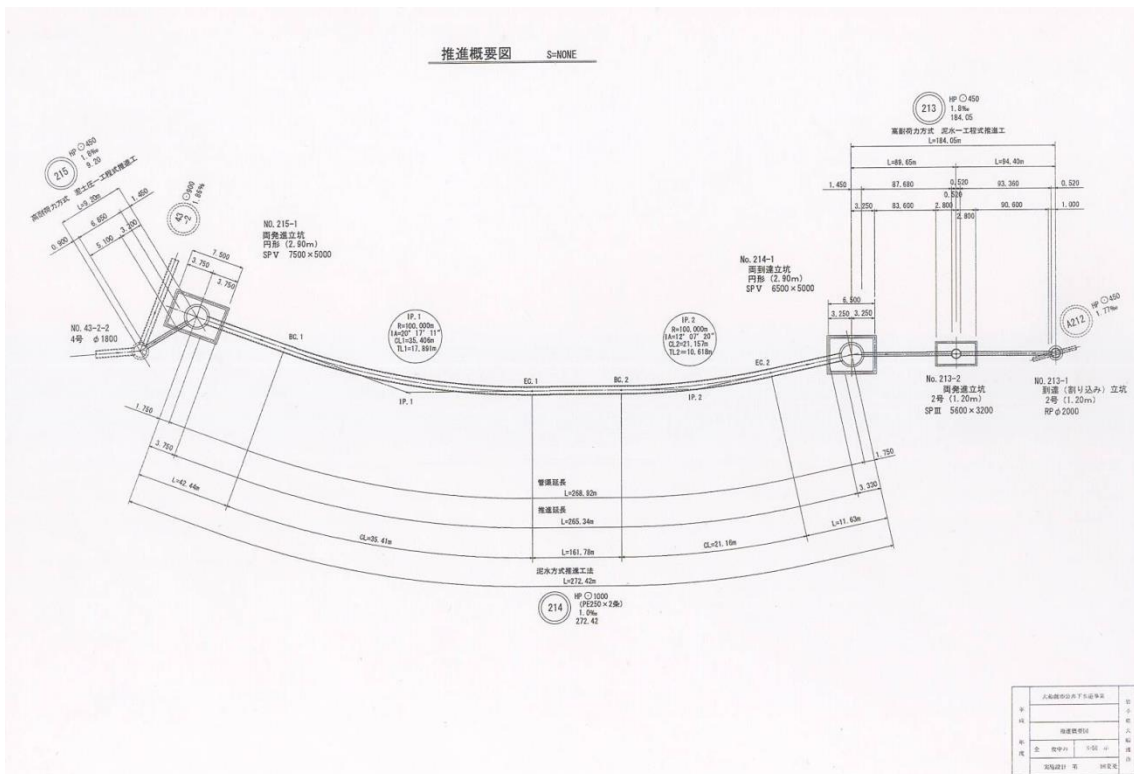 推進概要図 S=NONE
215
HP ○450
1.8‰
9.20
高耐荷力方式 泥土圧一工程式推進工
L=9.20m
6.850
1.450
0.900
5.100
3.200
43
2
○900
1.86‰
7.500
3.750
3.750
NO.215-1
両発進立坑
円形 (2.90m)
SPⅤ 7500×5000
NO.43-2-2
4号 φ1800
BC.1
IP.1
R=100.000m
IA=20° 17' 11"
CL1=35.406m
TL1=17.891m
IP.1
EC.1
BC.2
IP.2
R=100.000m
IA=12° 07' 20"
CL2=21.157m
TL2=10.618m
IP.2
EC.2
No.214-1
両到達立坑
円形 (2.90m)
SPⅤ 6500×5000
6.500
3.250
3.250
213
HP ○450
1.8‰
184.05
高耐荷力方式 泥水一工程式推進工
L=184.05m
L=89.65m
L=94.40m
1.450
87.680
0.520
0.520
93.360
0.520
3.250
83.600
2.800
2.800
90.600
1.000
A212
HP ○450
1.77‰
No.213-2
両発進立坑
2号 (1.20m)
SPⅢ 5600×3200
NO.213-1
到達 (割り込み) 立坑
2号 (1.20m)
RPφ2000
1.750
3.750
管渠延長
L=268.92m
1.750
推進延長
L=265.34m
3.330
L=42.44m
CL=35.41m
L=161.78m
CL=21.16m
L=11.63m
泥水方式推進工法
L=272.42m
214
HP ○1000
(PE250×2条)
1.0‰
272.42
推進概要図